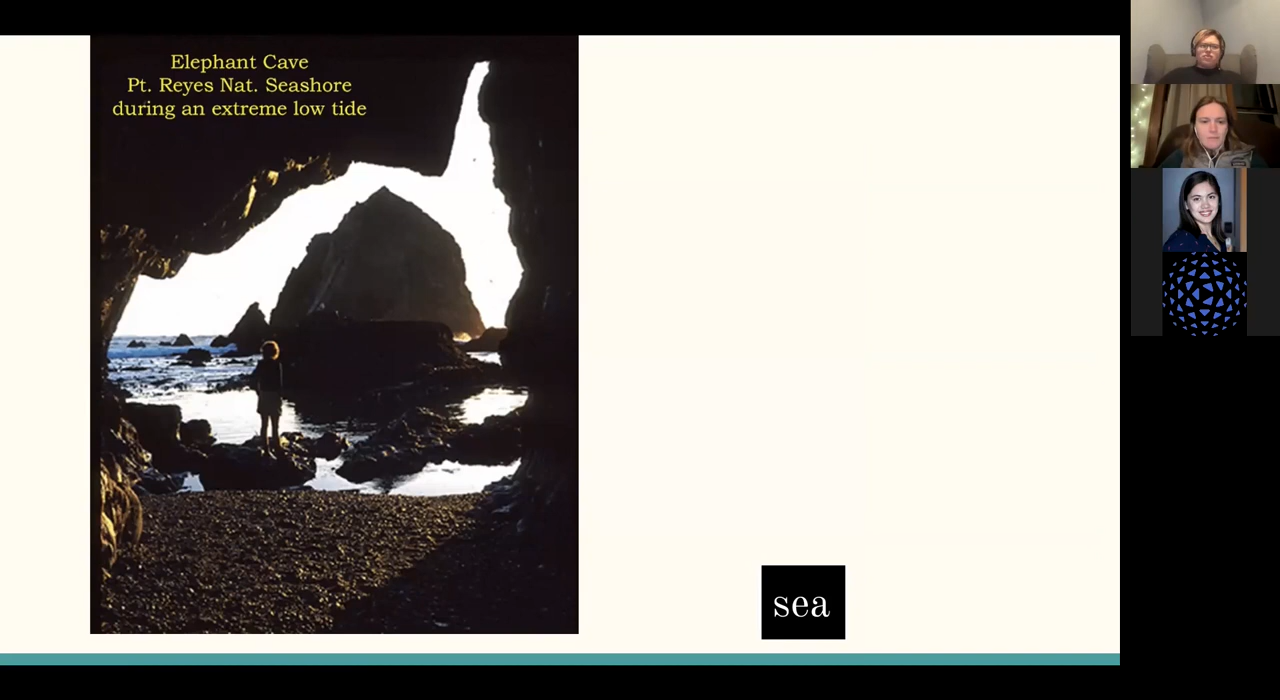 Elephant Cave
Pt. Reyes Nat. Seashore
during an extreme low tide
sea